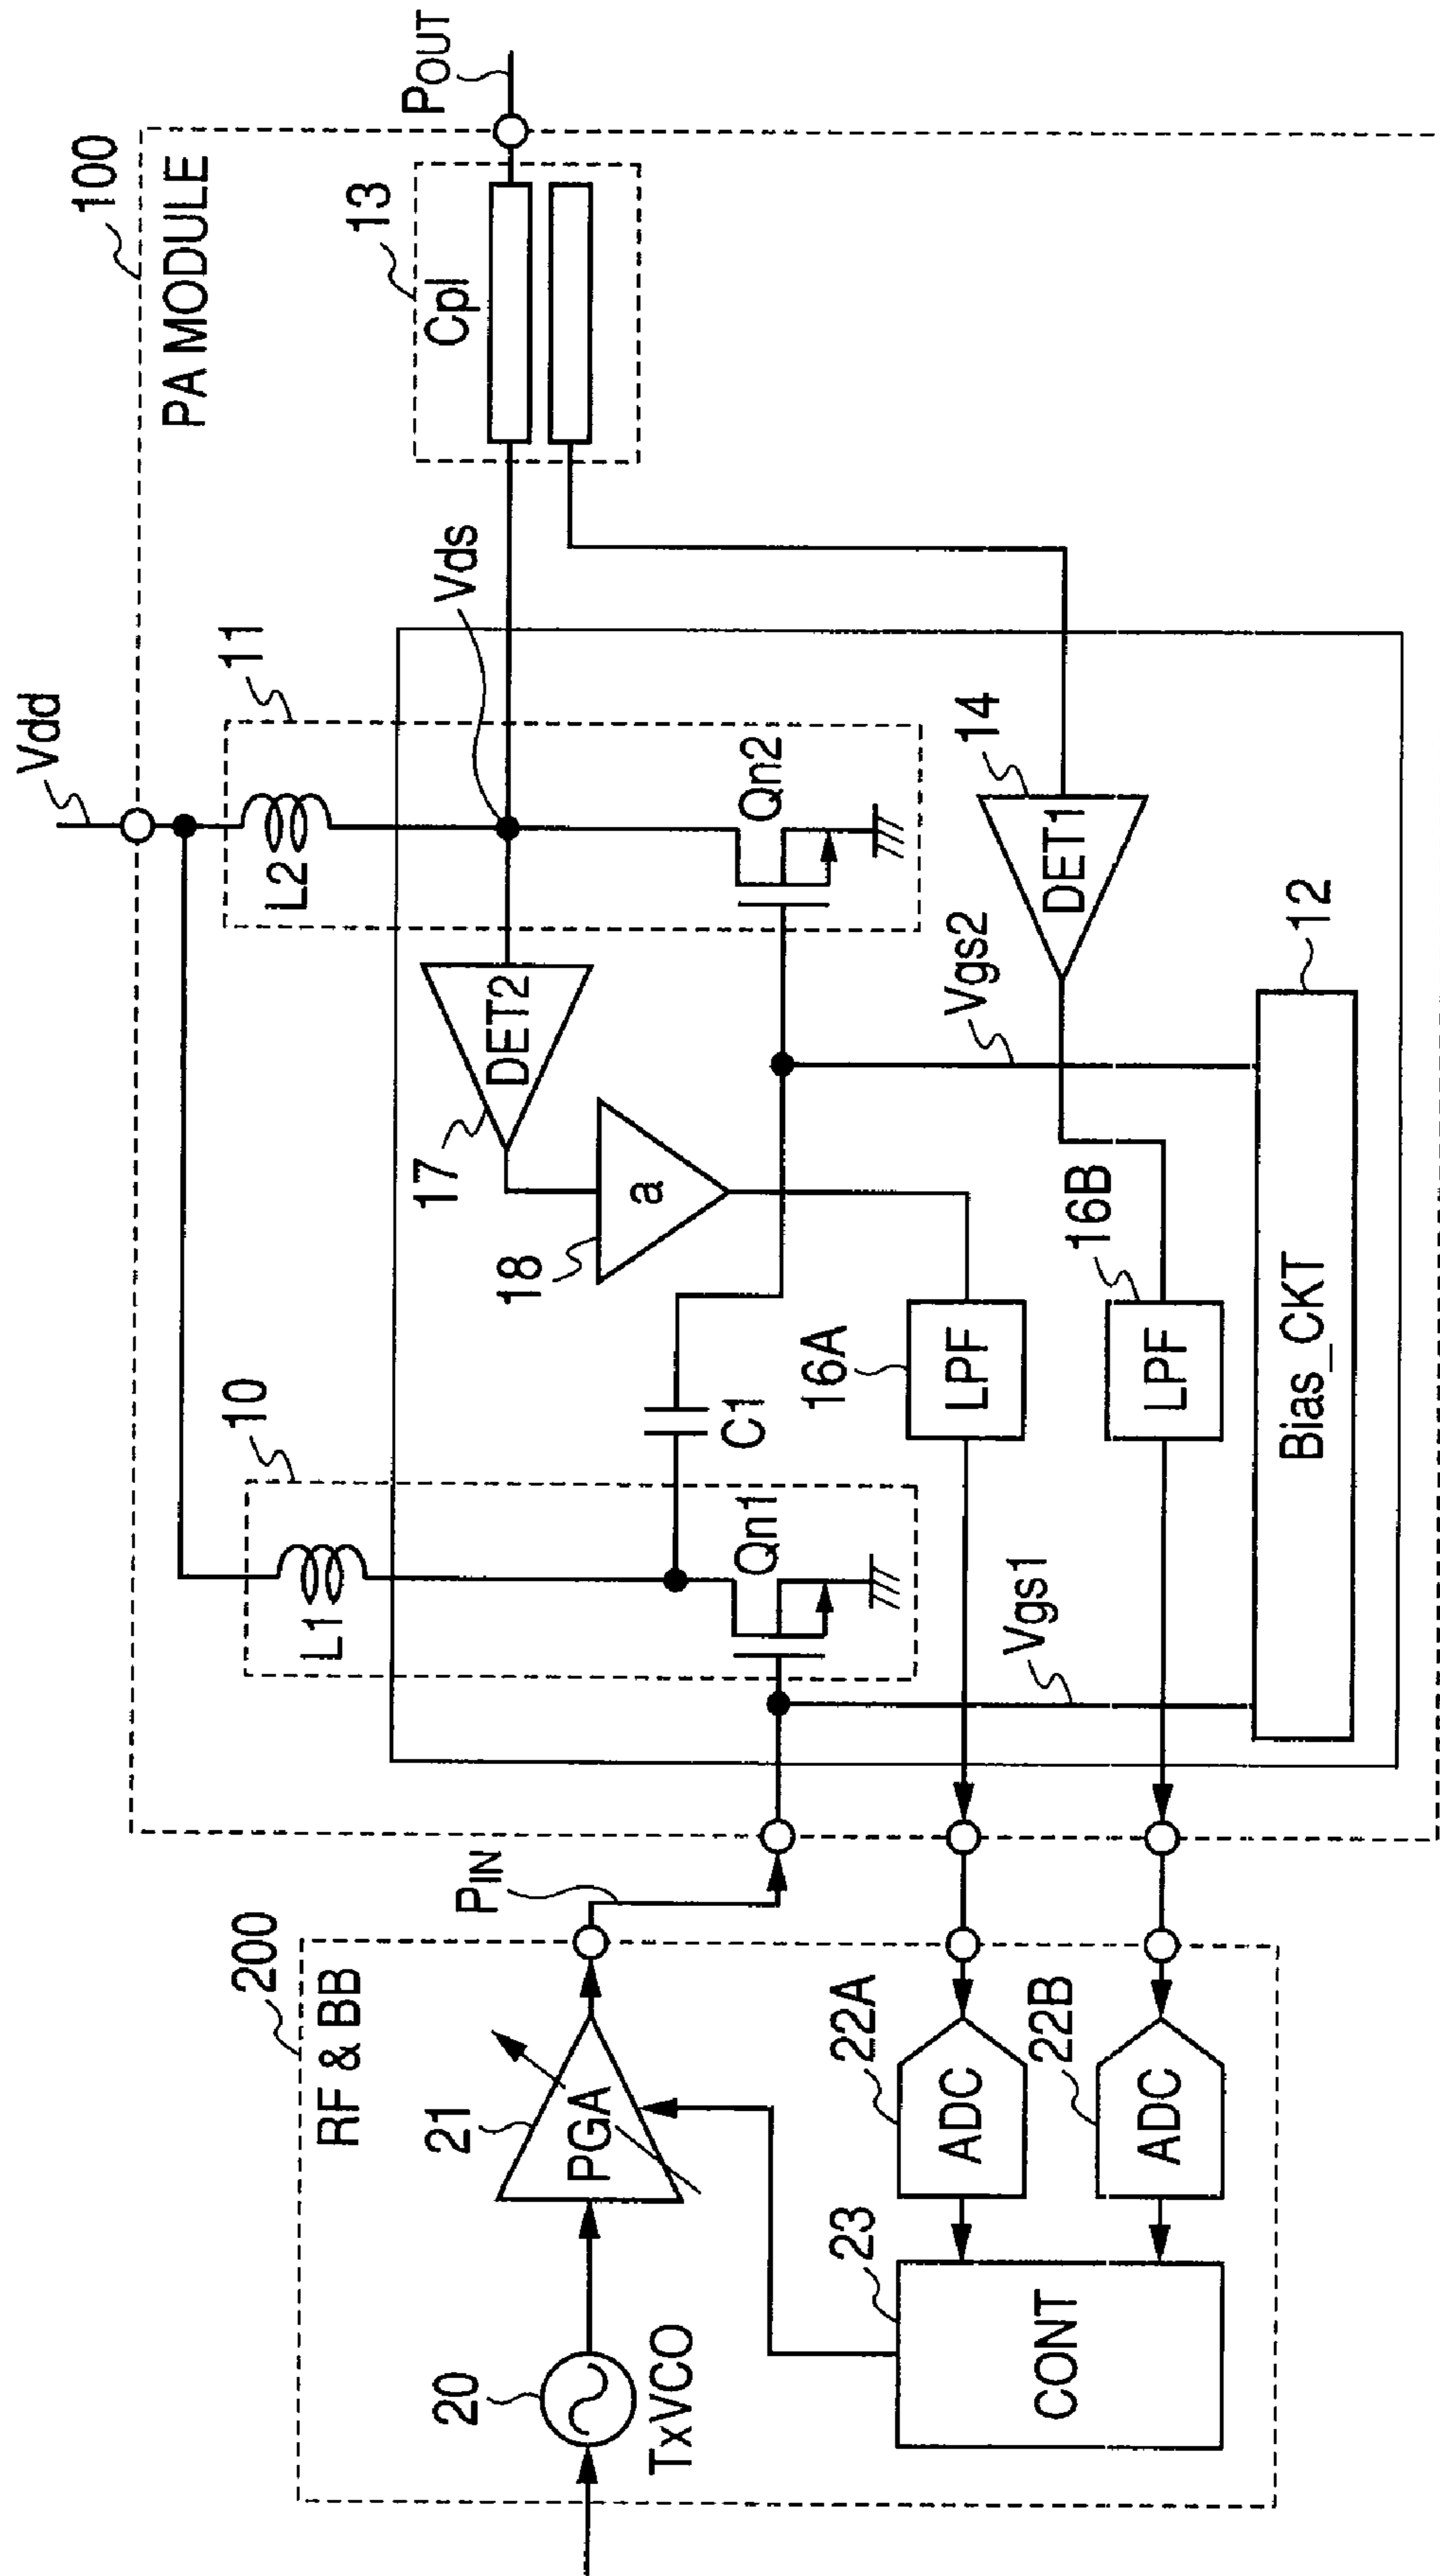 Vdd
100
PA MODULE
10
11
13
Cpl
POUT
L1
L2
Vds
17
DET2
18
a
C1
Qn1
Qn2
16A
LPF
Vgs2
14
DET1
Vgs1
16B
LPF
12
Bias_CKT
200
RF & BB
PIN
21
PGA
20
TxVCO
22A
ADC
23
CONT
22B
ADC